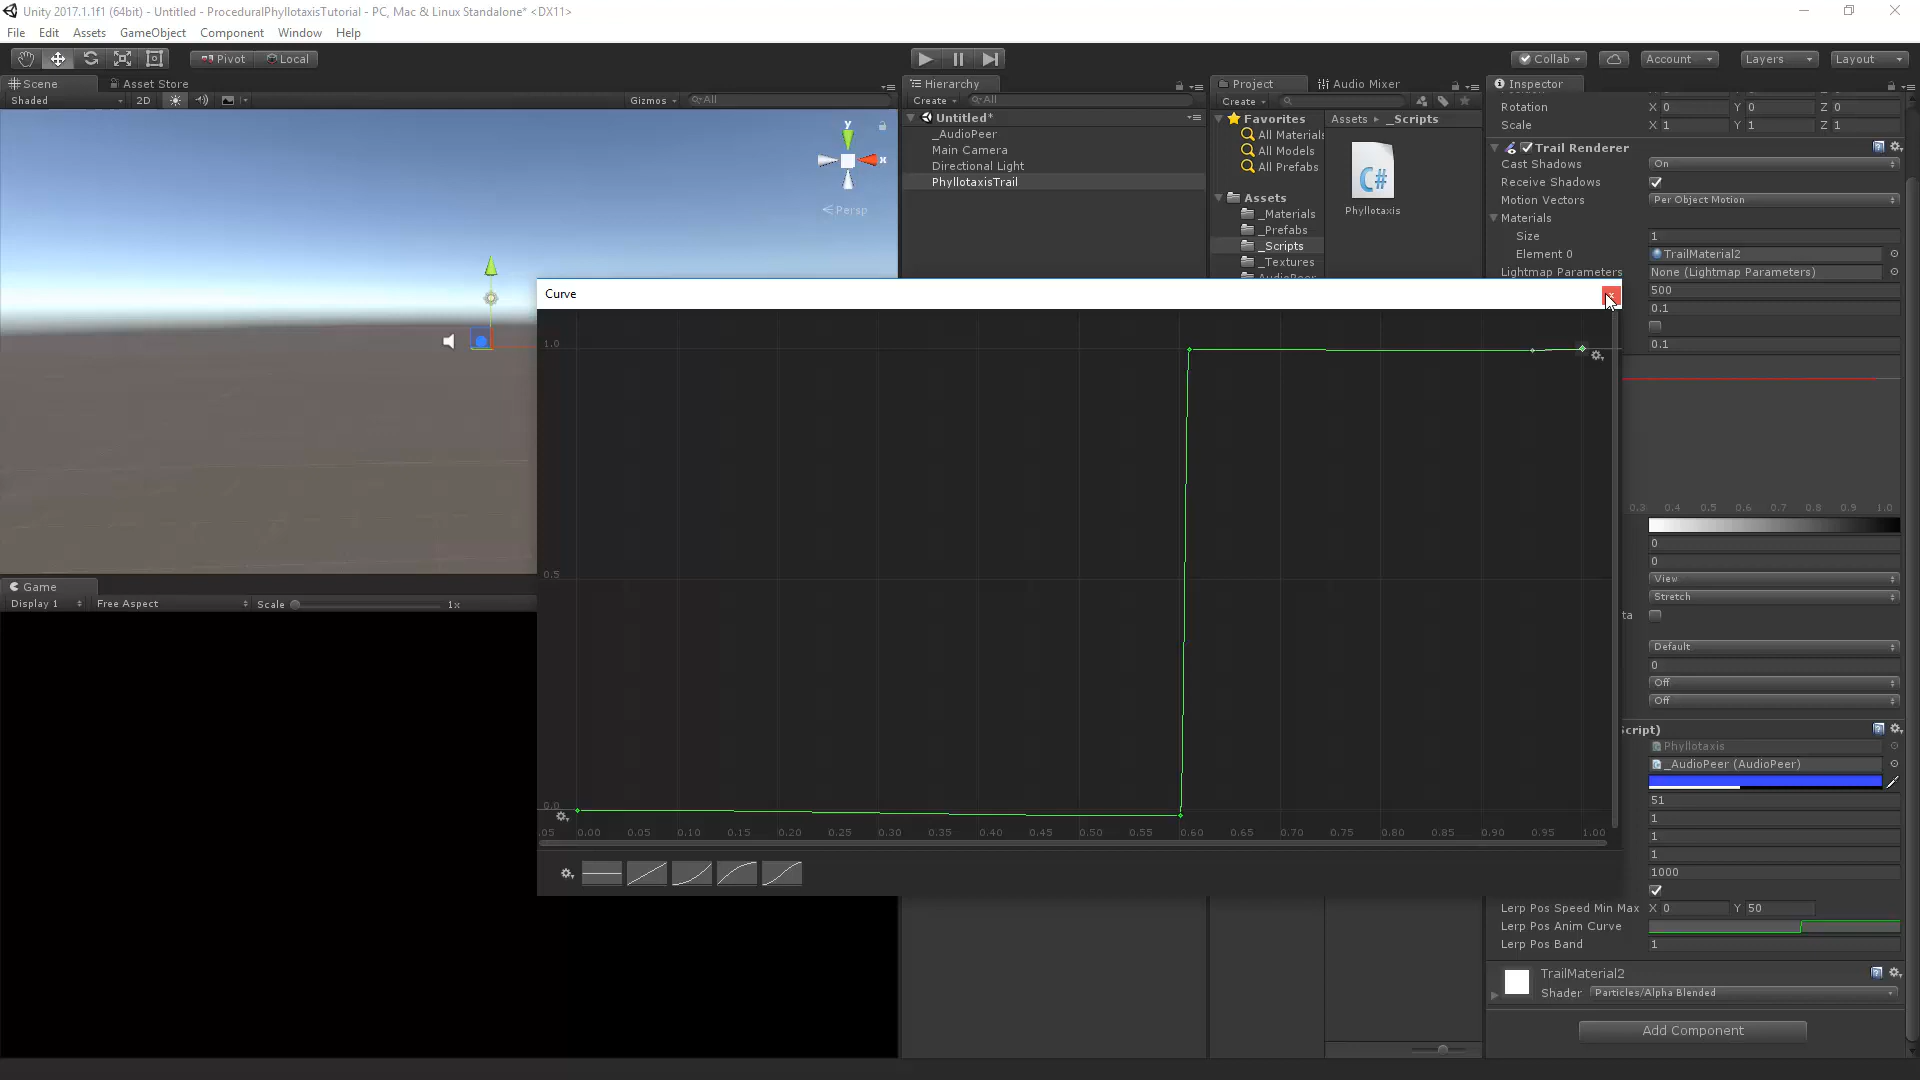 Unity 2017.1.1f1 (64bit) - Untitled - ProceduralPhyllotaxisTutorial - PC, Mac & Linux Standalone* <DX11>
File Edit Assets GameObject Component Window Help
Pivot Local Collab Account Layers Layout
Scene Asset Store Hierarchy Project Audio Mixer Inspector
Shaded 2D Gizmos All Create All Create
Rotation X 0 Y 0 Z 0
Scale X 1 Y 1 Z 1
Untitled*
_AudioPeer
Main Camera
Directional Light
PhyllotaxisTrail
Favorites
All Materials
All Models
All Prefabs
Assets
_Materials
_Prefabs
_Scripts
_Textures
Assets _Scripts
C#
Phyllotaxis
y
x
Persp
Trail Renderer
Cast Shadows On
Receive Shadows
Motion Vectors Per Object Motion
Materials
Size 1
Element 0 TrailMaterial2
Lightmap Parameters None (Lightmap Parameters)
500
0.1
0.1
Curve
1.0
0.5
0.0
.05 0.00 0.05 0.10 0.15 0.20 0.25 0.30 0.35 0.40 0.45 0.50 0.55 0.60 0.65 0.70 0.75 0.80 0.85 0.90 0.95 1.00
0.3 0.4 0.5 0.6 0.7 0.8 0.9 1.0
0
0
View
Stretch
ta
Default
0
Off
Off
Script)
Phyllotaxis
_AudioPeer (AudioPeer)
51
1
1
1
1000
Lerp Pos Speed Min Max X 0 Y 50
Lerp Pos Anim Curve
Lerp Pos Band 1
TrailMaterial2
Shader Particles/Alpha Blended
Add Component
Game
Display 1 Free Aspect Scale 1x